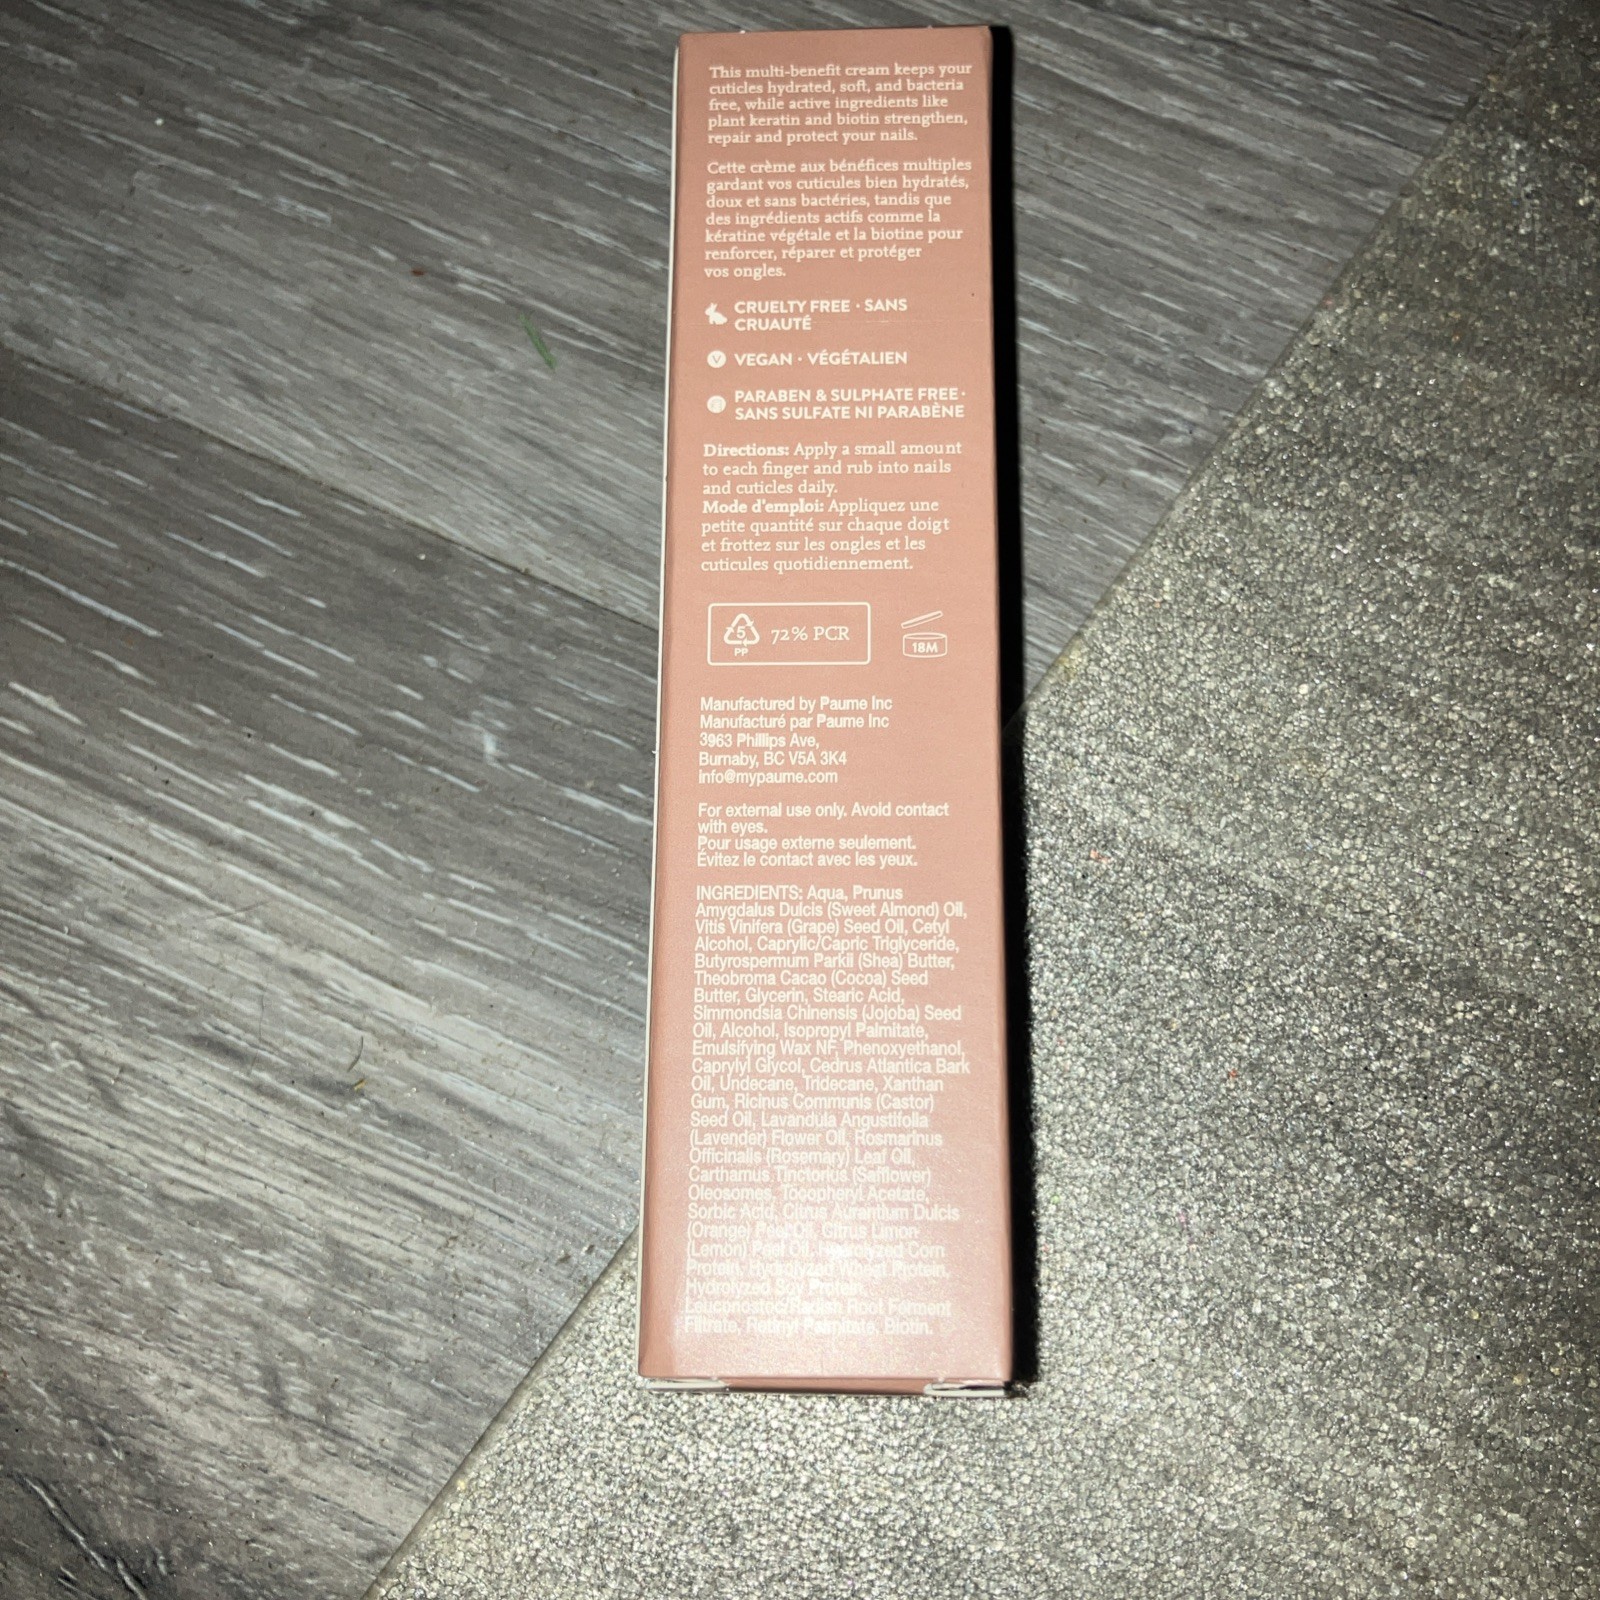 This multi-benefit cream keeps your
cuticles hydrated, soft, and bacteria
free, while active ingredients like
plant keratin and biotin strengthen,
repair and protect your nails.
Cette crème aux bénéfices multiples
gardant vos cuticules bien hydratés,
doux et sans bactéries, tandis que
des ingrédients actifs comme la
kératine végétale et la biotine pour
renforcer, réparer et protéger
vos ongles.
CRUELTY FREE · SANS
CRUAUTÉ
V VEGAN · VÉGÉTALIEN
PARABEN & SULPHATE FREE ·
SANS SULFATE NI PARABÈNE
Directions: Apply a small amount
to each finger and rub into nails
and cuticles daily.
Mode d'emploi: Appliquez une
petite quantité sur chaque doigt
et frottez sur les ongles et les
cuticules quotidiennement.
5 PP 72% PCR 18M
Manufactured by Paume Inc
Manufacturé par Paume Inc
3963 Phillips Ave,
Burnaby, BC V5A 3K4
info@mypaume.com
For external use only. Avoid contact
with eyes.
Pour usage externe seulement.
Évitez le contact avec les yeux.
INGREDIENTS: Aqua, Prunus
Amygdalus Dulcis (Sweet Almond) Oil,
Vitis Vinifera (Grape) Seed Oil, Cetyl
Alcohol, Caprylic/Capric Triglyceride,
Butyrospermum Parkii (Shea) Butter,
Theobroma Cacao (Cocoa) Seed
Butter, Glycerin, Stearic Acid,
Simmondsia Chinensis (Jojoba) Seed
Oil, Alcohol, Isopropyl Palmitate,
Emulsifying Wax NF, Phenoxyethanol,
Caprylyl Glycol, Cedrus Atlantica Bark
Oil, Undecane, Tridecane, Xanthan
Gum, Ricinus Communis (Castor)
Seed Oil, Lavandula Angustifolia
(Lavender) Flower Oil, Rosmarinus
Officinalis (Rosemary) Leaf Oil,
Carthamus Tinctorius (Safflower)
Oleosomes, Tocopheryl Acetate,
Sorbic Acid, Citrus Aurantium Dulcis
(Orange) Peel Oil, Citrus Limon
(Lemon) Peel Oil, Hydrolyzed Corn
Protein, Hydrolyzed Wheat Protein,
Hydrolyzed Soy Protein,
Leuconostoc/Radish Root Ferment
Filtrate, Retinyl Palmitate, Biotin.